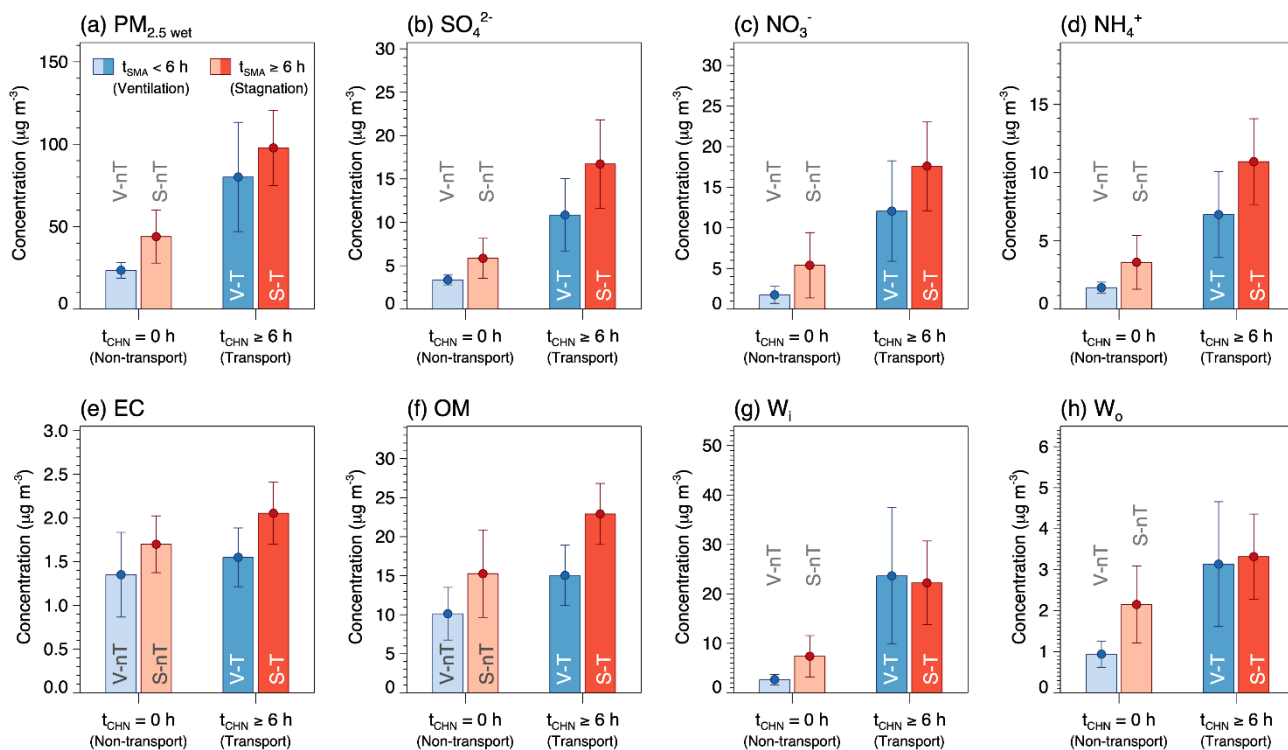 (a) PM2.5 wet
Concentration (μg m-3)
150
100
50
0
tSMA < 6 h
(Ventilation)
tSMA ≥ 6 h
(Stagnation)
V-nT
S-nT
V-T
S-T
tCHN = 0 h
(Non-transport)
tCHN ≥ 6 h
(Transport)
(b) SO42-
Concentration (μg m-3)
30
25
20
15
10
5
0
V-nT
S-nT
V-T
S-T
tCHN = 0 h
(Non-transport)
tCHN ≥ 6 h
(Transport)
(c) NO3-
Concentration (μg m-3)
30
25
20
15
10
5
0
V-nT
S-nT
V-T
S-T
tCHN = 0 h
(Non-transport)
tCHN ≥ 6 h
(Transport)
(d) NH4+
Concentration (μg m-3)
15
10
5
0
V-nT
S-nT
V-T
S-T
tCHN = 0 h
(Non-transport)
tCHN ≥ 6 h
(Transport)
(e) EC
Concentration (μg m-3)
3.0
2.5
2.0
1.5
1.0
0.5
0.0
V-nT
S-nT
V-T
S-T
tCHN = 0 h
(Non-transport)
tCHN ≥ 6 h
(Transport)
(f) OM
Concentration (μg m-3)
30
25
20
15
10
5
0
V-nT
S-nT
V-T
S-T
tCHN = 0 h
(Non-transport)
tCHN ≥ 6 h
(Transport)
(g) Wi
Concentration (μg m-3)
50
40
30
20
10
0
V-nT
S-nT
V-T
S-T
tCHN = 0 h
(Non-transport)
tCHN ≥ 6 h
(Transport)
(h) Wo
Concentration (μg m-3)
6
5
4
3
2
1
0
V-nT
S-nT
V-T
S-T
tCHN = 0 h
(Non-transport)
tCHN ≥ 6 h
(Transport)